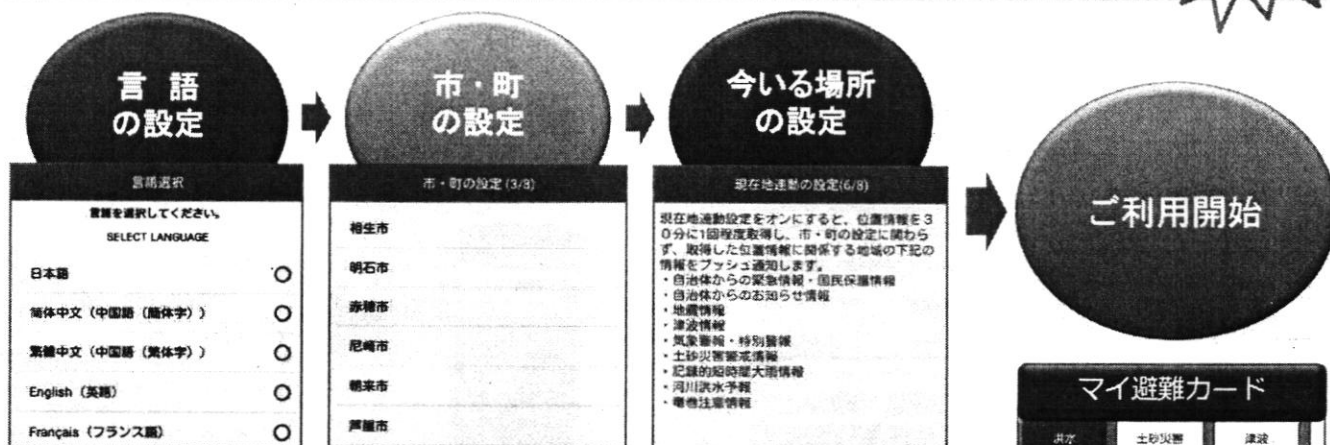 言語
の設定
言語選択
言語を選択してください。
SELECT LANGUAGE
日本語
简体中文（中国語（簡体字））
繁體中文（中国語（繁体字））
English（英語）
Français（フランス語）
市・町
の設定
市・町の設定 (3/8)
相生市
明石市
赤穂市
尼崎市
朝来市
芦屋市
今いる場所
の設定
現在地連動の設定(6/8)
現在地連動設定をオンにすると、位置情報を3
0分に1回程度取得し、市・町の設定に関わら
ず、取得した位置情報に関係する地域の下記の
情報をプッシュ通知します。
・自治体からの緊急情報・国民保護情報
・自治体からのお知らせ情報
・地震情報
・津波情報
・気象警報・特別警報
・土砂災害警戒情報
・記録的短時間大雨情報
・河川洪水予報
・竜巻注意情報
ご利用開始
マイ避難カード
洪水
土砂災害
津波